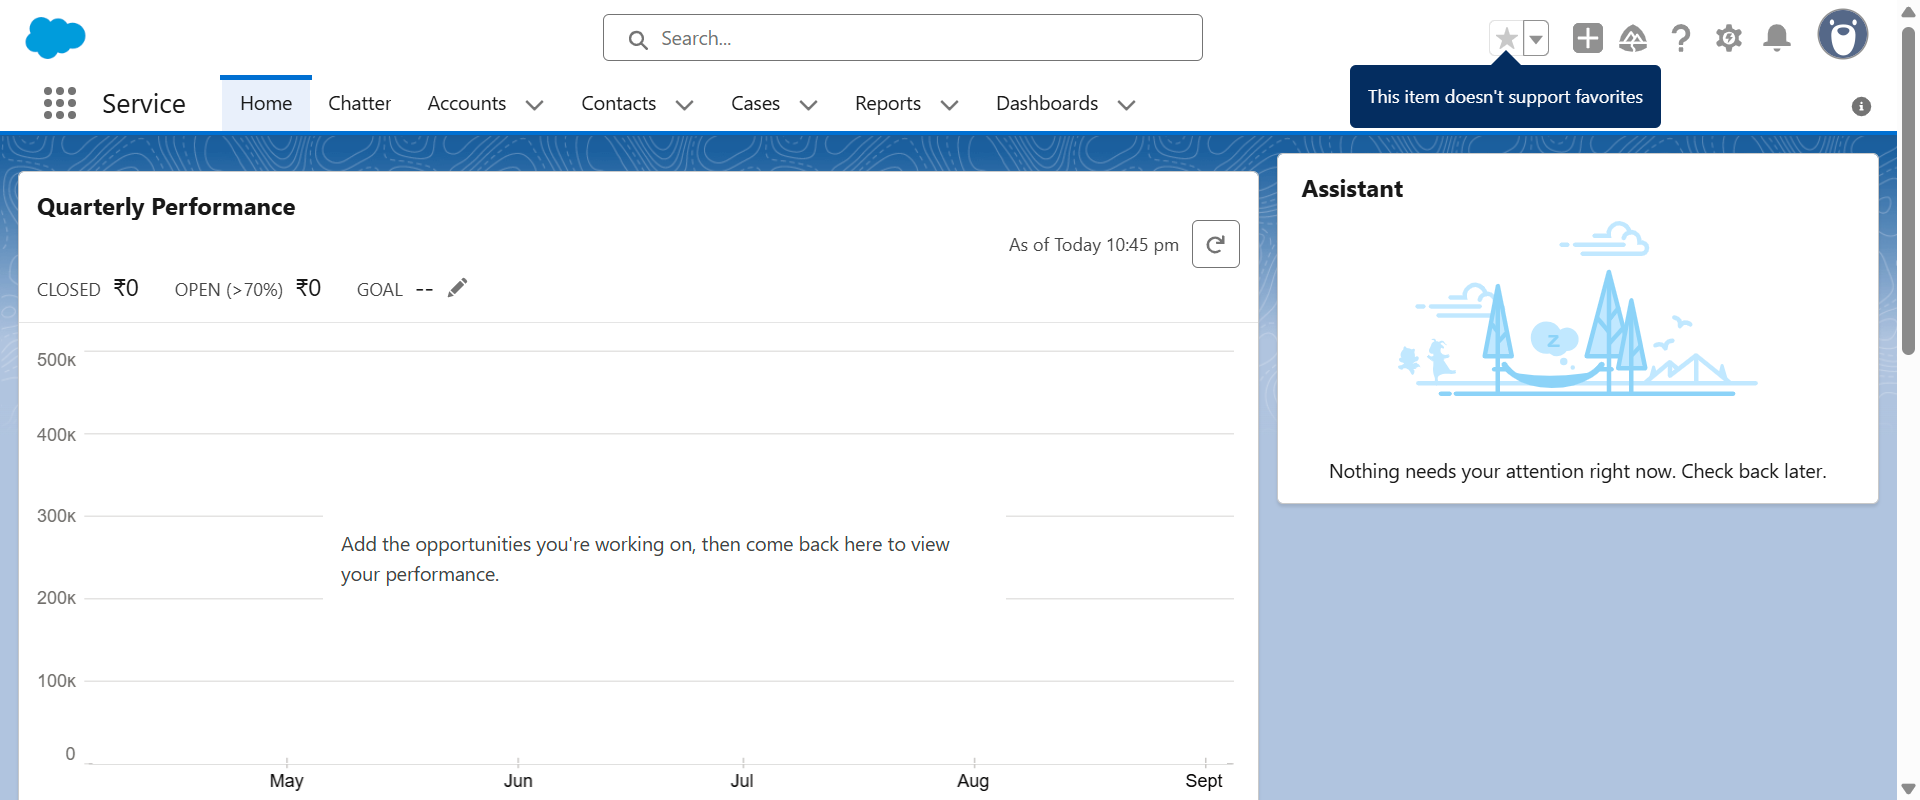 Search...
This item doesn't support favorites
Service
Home
Chatter
Accounts
Contacts
Cases
Reports
Dashboards
Quarterly Performance
As of Today 10:45 pm
CLOSED ₹0 OPEN (>70%) ₹0 GOAL --
500K
400K
300K
200K
100K
0
Add the opportunities you're working on, then come back here to view
your performance.
May Jun Jul Aug Sept
Assistant
Z
Nothing needs your attention right now. Check back later.